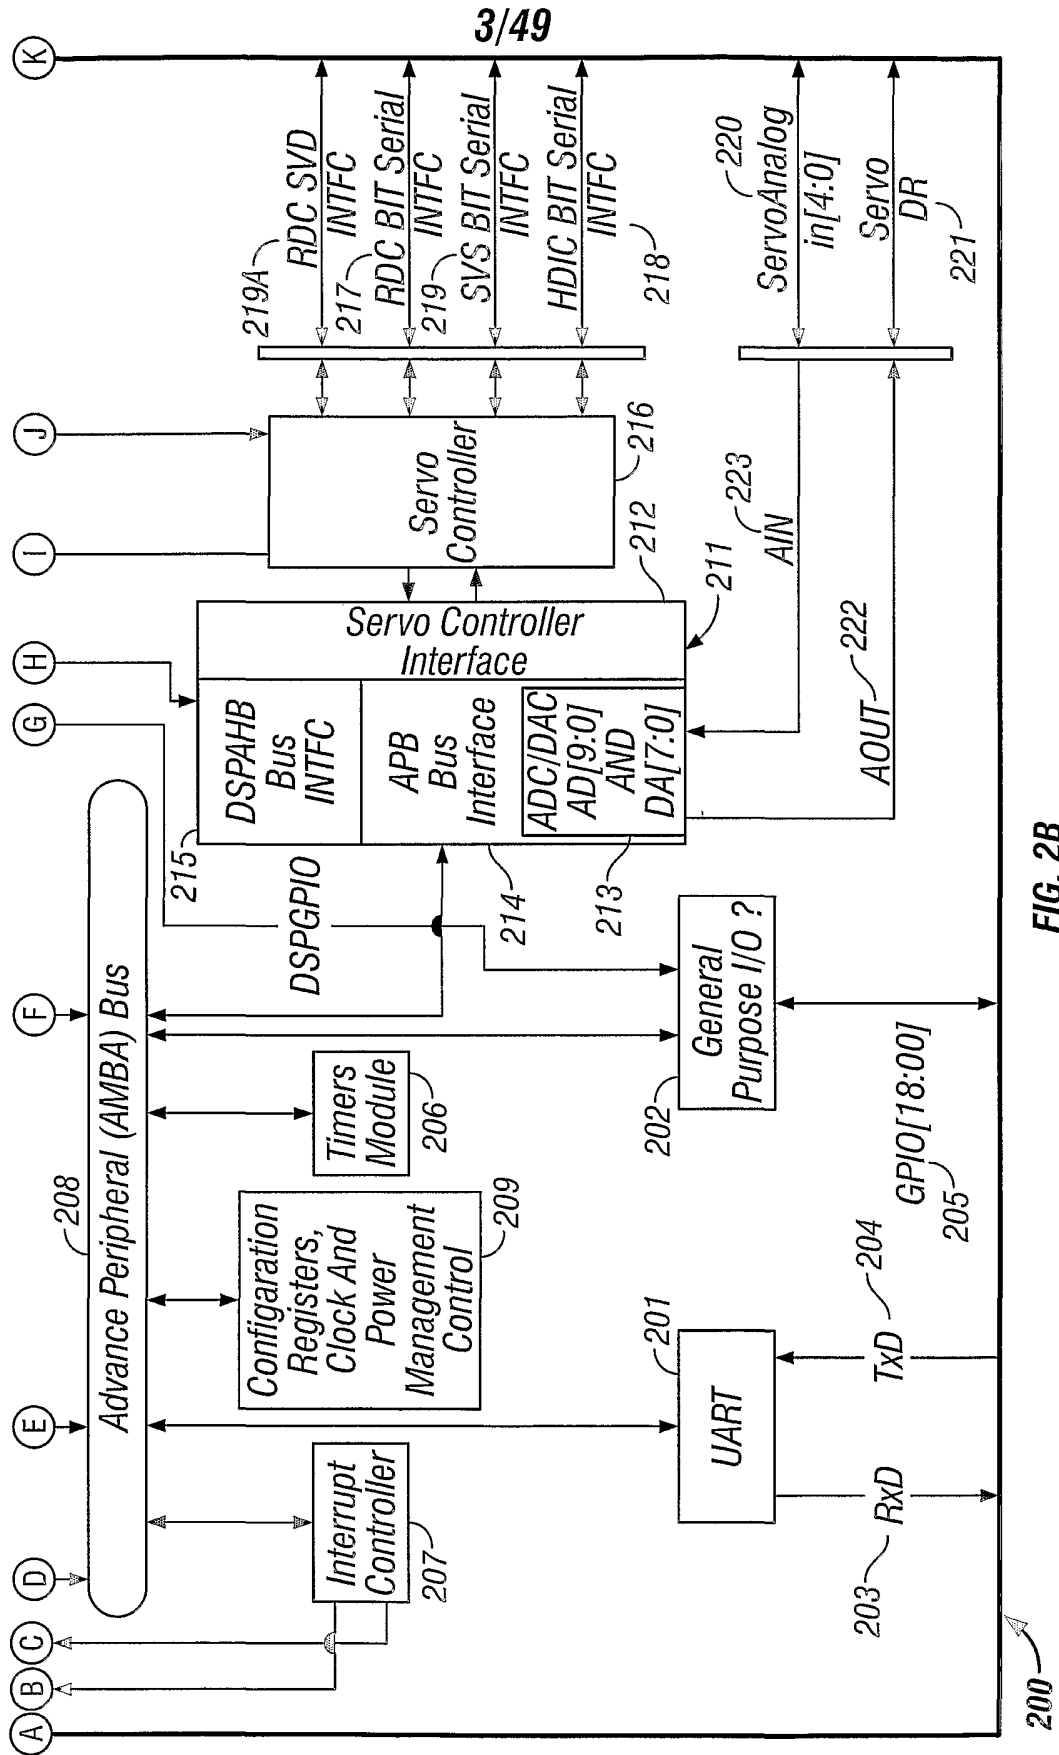 3/49
A
B
C
D
E
F
G
H
I
J
K
208
Advance Peripheral (AMBA) Bus
Interrupt
Controller
207
Configaration
Registers,
Clock And
Power
Management
Control
209
Timers
Module
206
DSPGPIO
215
DSPAHB
Bus
INTFC
APB
Bus
Interface
214
ADC/DAC
AD[9:0]
AND
DA[7:0]
213
Servo Controller
Interface
212
211
Servo
Controller
216
219A
RDC SVD
INTFC
217
RDC BIT Serial
INTFC
219
SVS BIT Serial
INTFC
HDIC BIT Serial
INTFC
218
220
ServoAnalog
in[4:0]
Servo
DR
221
223
AIN
AOUT
222
UART
201
203
RxD
TxD
204
General
Purpose I/O ?
202
GPIO[18:00]
205
200
FIG. 2B